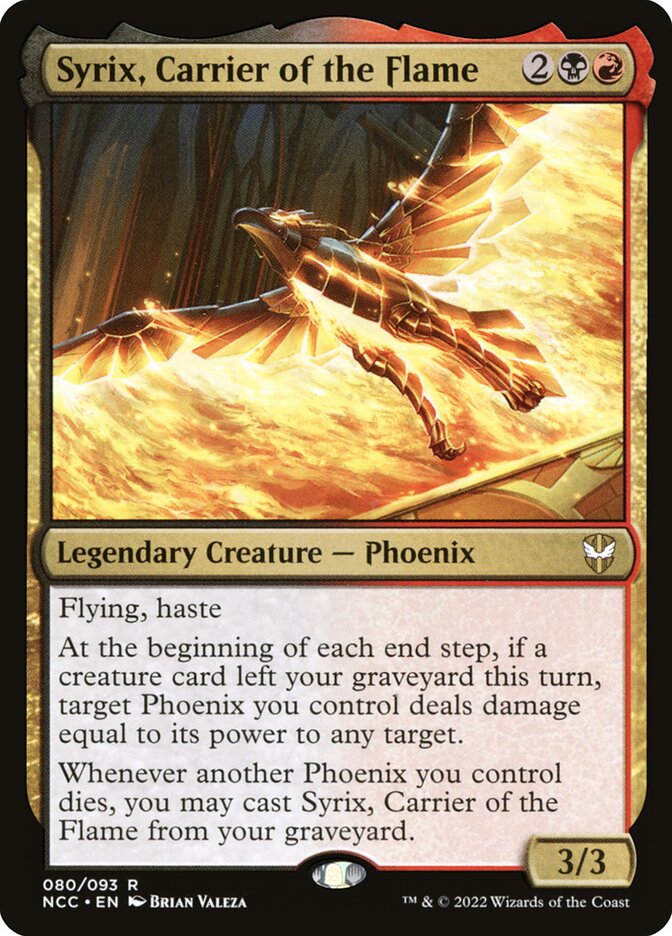 Syrix, Carrier of the Flame 2
Legendary Creature — Phoenix
Flying, haste
At the beginning of each end step, if a
creature card left your graveyard this turn,
target Phoenix you control deals damage
equal to its power to any target.
Whenever another Phoenix you control
dies, you may cast Syrix, Carrier of the
Flame from your graveyard.
3/3
080/093 R
NCC • EN Brian Valeza
™ & © 2022 Wizards of the Coast